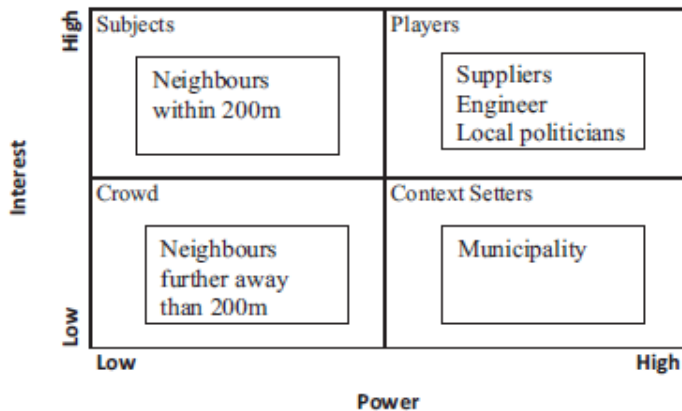 High
Subjects
Players
Neighbours
within 200m
Suppliers
Engineer
Local politicians
Interest
Crowd
Context Setters
Neighbours
further away
than 200m
Municipality
Low
Low
High
Power